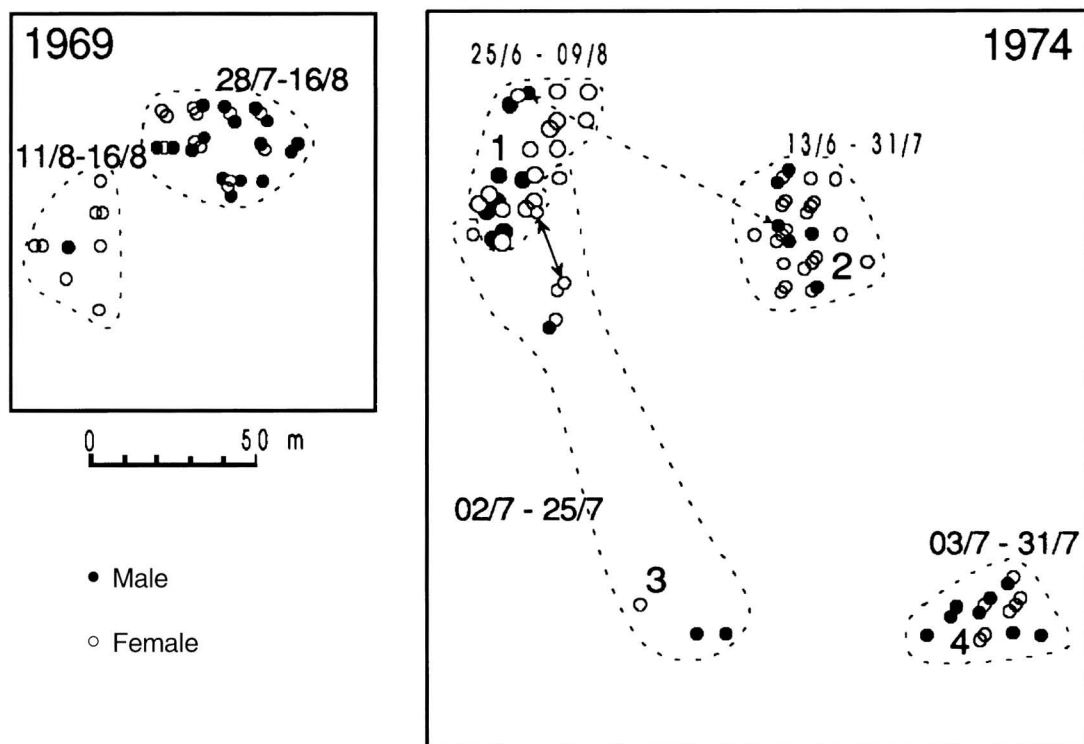 1969
28/7-16/8
11/8-16/8
0 50 m
Male
Female
1974
25/6 - 09/8
1
13/6 - 31/7
2
02/7 - 25/7
3
03/7 - 31/7
4